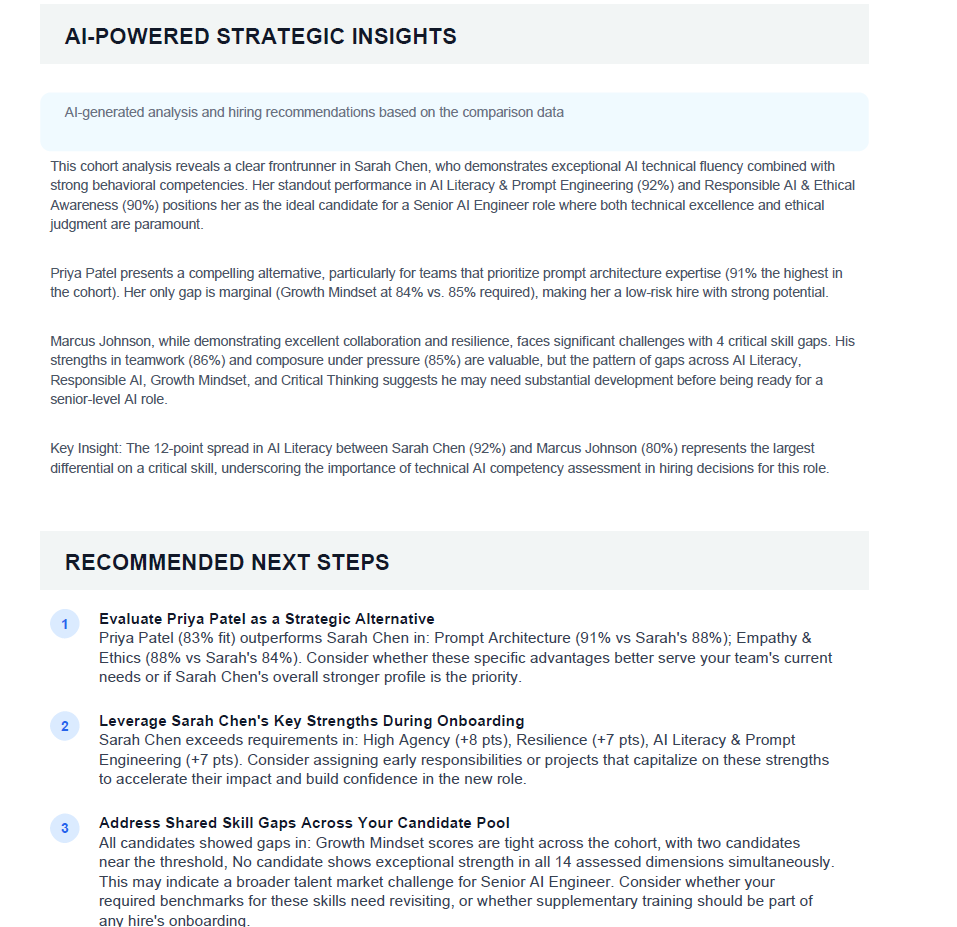 AI-POWERED STRATEGIC INSIGHTS
AI-generated analysis and hiring recommendations based on the comparison data
This cohort analysis reveals a clear frontrunner in Sarah Chen, who demonstrates exceptional AI technical fluency combined with
strong behavioral competencies. Her standout performance in AI Literacy & Prompt Engineering (92%) and Responsible AI & Ethical
Awareness (90%) positions her as the ideal candidate for a Senior AI Engineer role where both technical excellence and ethical
judgment are paramount.
Priya Patel presents a compelling alternative, particularly for teams that prioritize prompt architecture expertise (91% the highest in
the cohort). Her only gap is marginal (Growth Mindset at 84% vs. 85% required), making her a low-risk hire with strong potential.
Marcus Johnson, while demonstrating excellent collaboration and resilience, faces significant challenges with 4 critical skill gaps. His
strengths in teamwork (86%) and composure under pressure (85%) are valuable, but the pattern of gaps across AI Literacy,
Responsible AI, Growth Mindset, and Critical Thinking suggests he may need substantial development before being ready for a
senior-level AI role.
Key Insight: The 12-point spread in AI Literacy between Sarah Chen (92%) and Marcus Johnson (80%) represents the largest
differential on a critical skill, underscoring the importance of technical AI competency assessment in hiring decisions for this role.
RECOMMENDED NEXT STEPS
1
Evaluate Priya Patel as a Strategic Alternative
Priya Patel (83% fit) outperforms Sarah Chen in: Prompt Architecture (91% vs Sarah's 88%); Empathy &
Ethics (88% vs Sarah's 84%). Consider whether these specific advantages better serve your team's current
needs or if Sarah Chen's overall stronger profile is the priority.
2
Leverage Sarah Chen's Key Strengths During Onboarding
Sarah Chen exceeds requirements in: High Agency (+8 pts), Resilience (+7 pts), AI Literacy & Prompt
Engineering (+7 pts). Consider assigning early responsibilities or projects that capitalize on these strengths
to accelerate their impact and build confidence in the new role.
3
Address Shared Skill Gaps Across Your Candidate Pool
All candidates showed gaps in: Growth Mindset scores are tight across the cohort, with two candidates
near the threshold, No candidate shows exceptional strength in all 14 assessed dimensions simultaneously.
This may indicate a broader talent market challenge for Senior AI Engineer. Consider whether your
required benchmarks for these skills need revisiting, or whether supplementary training should be part of
any hire's onboarding.